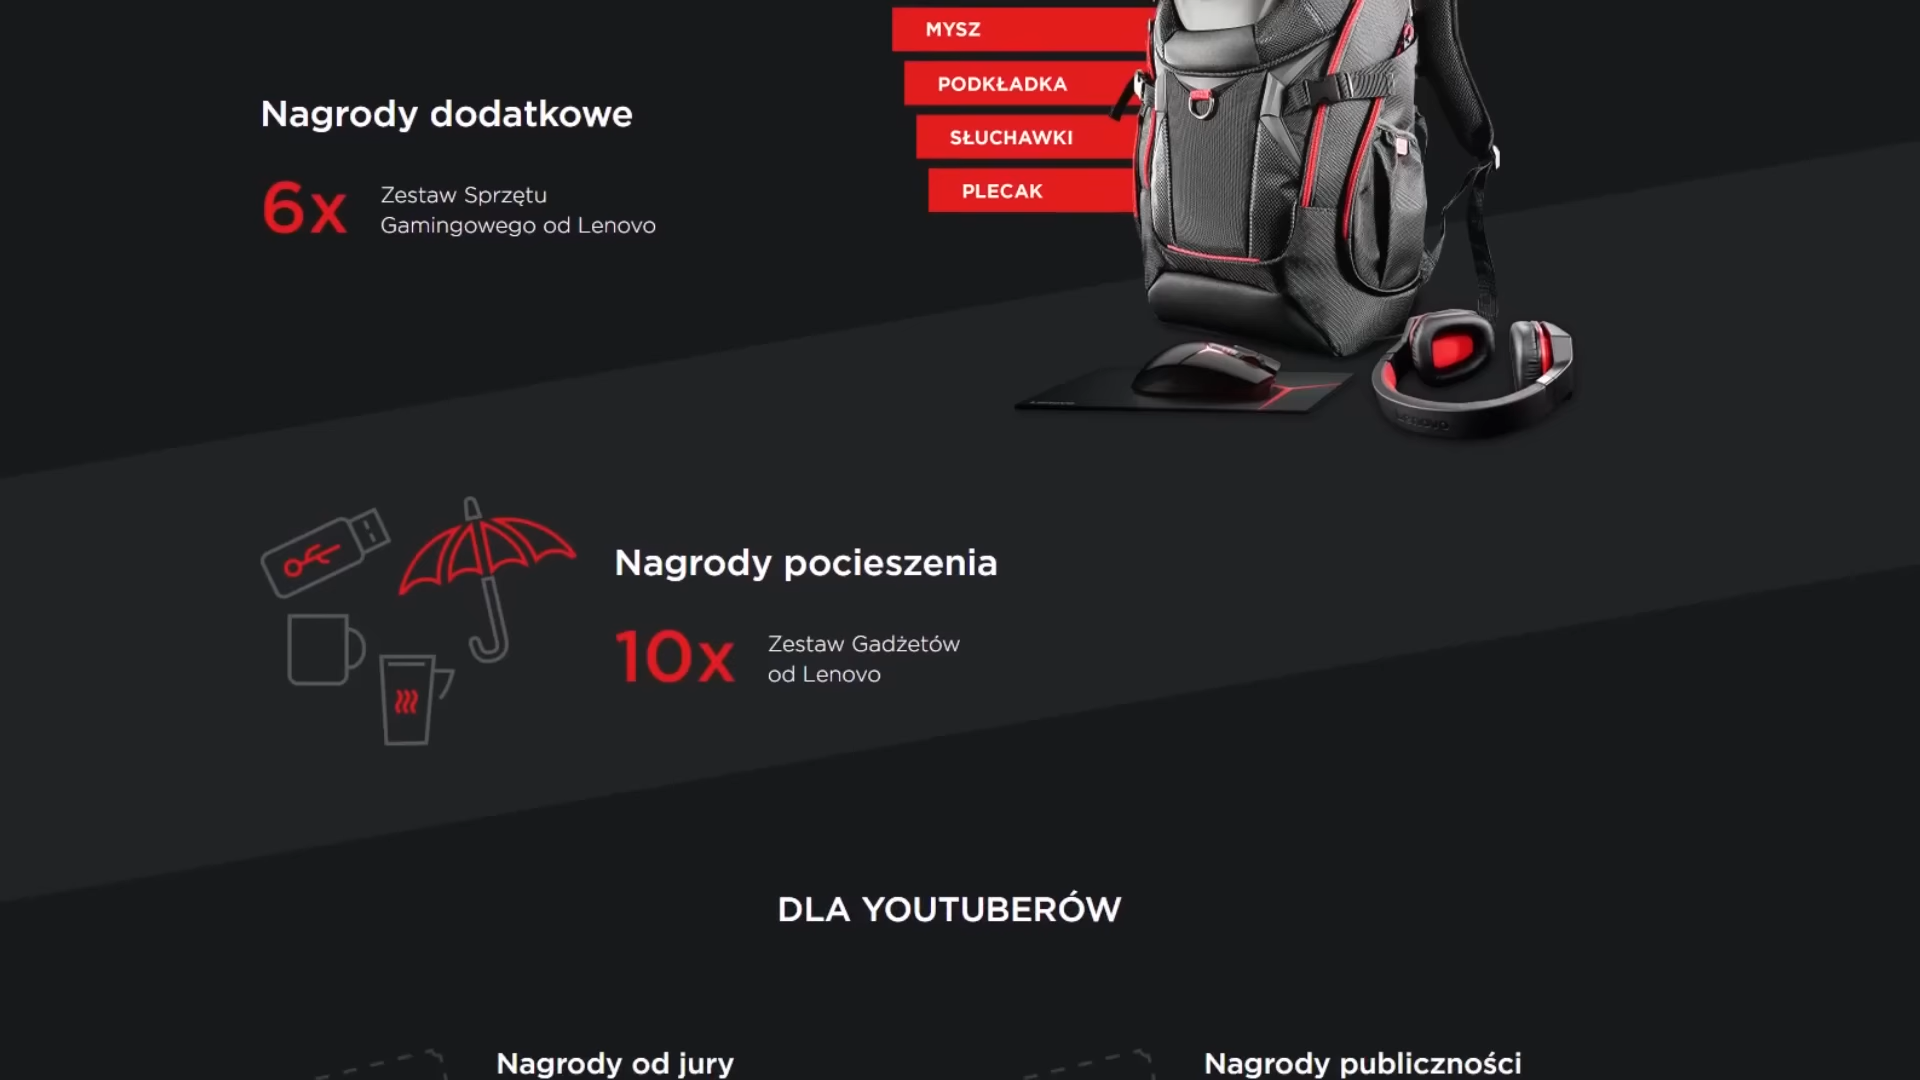 MYSZ
PODKŁADKA
SŁUCHAWKI
PLECAK
Nagrody dodatkowe
6x
Zestaw Sprzętu
Gamingowego od Lenovo
Nagrody pocieszenia
10x
Zestaw Gadżetów
od Lenovo
DLA YOUTUBERÓW
Nagrody od jury
Nagrody publiczności